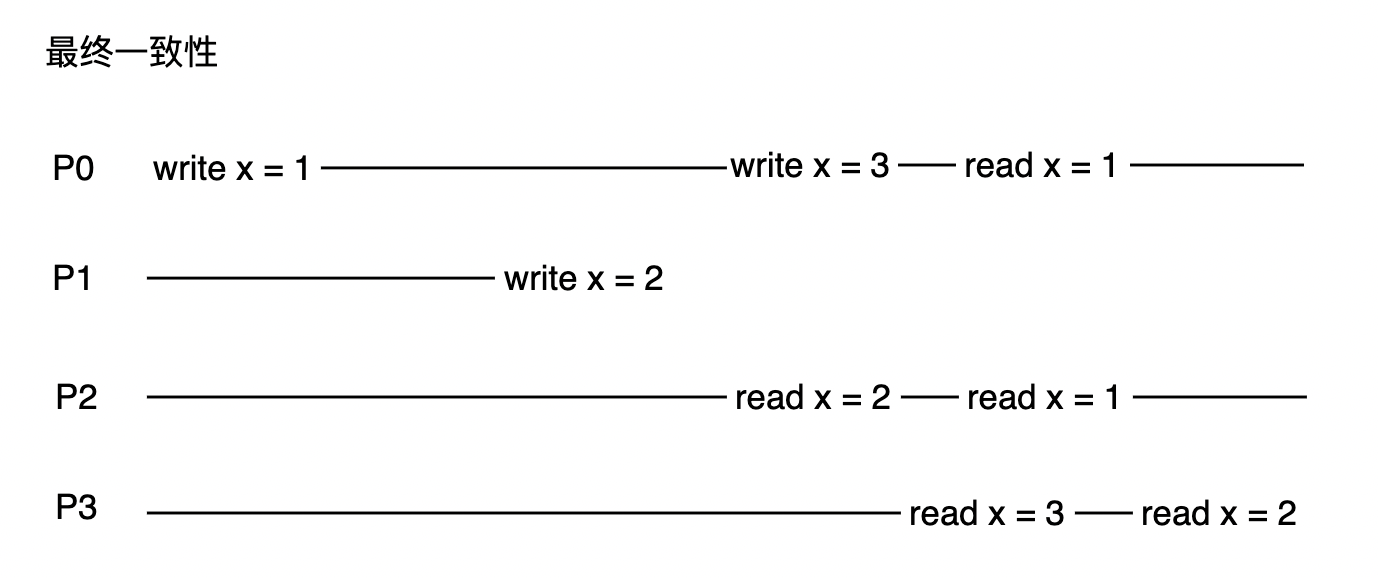 最终一致性
P0 write x = 1 write x = 3 read x = 1
P1 write x = 2
P2 read x = 2 read x = 1
P3 read x = 3 read x = 2